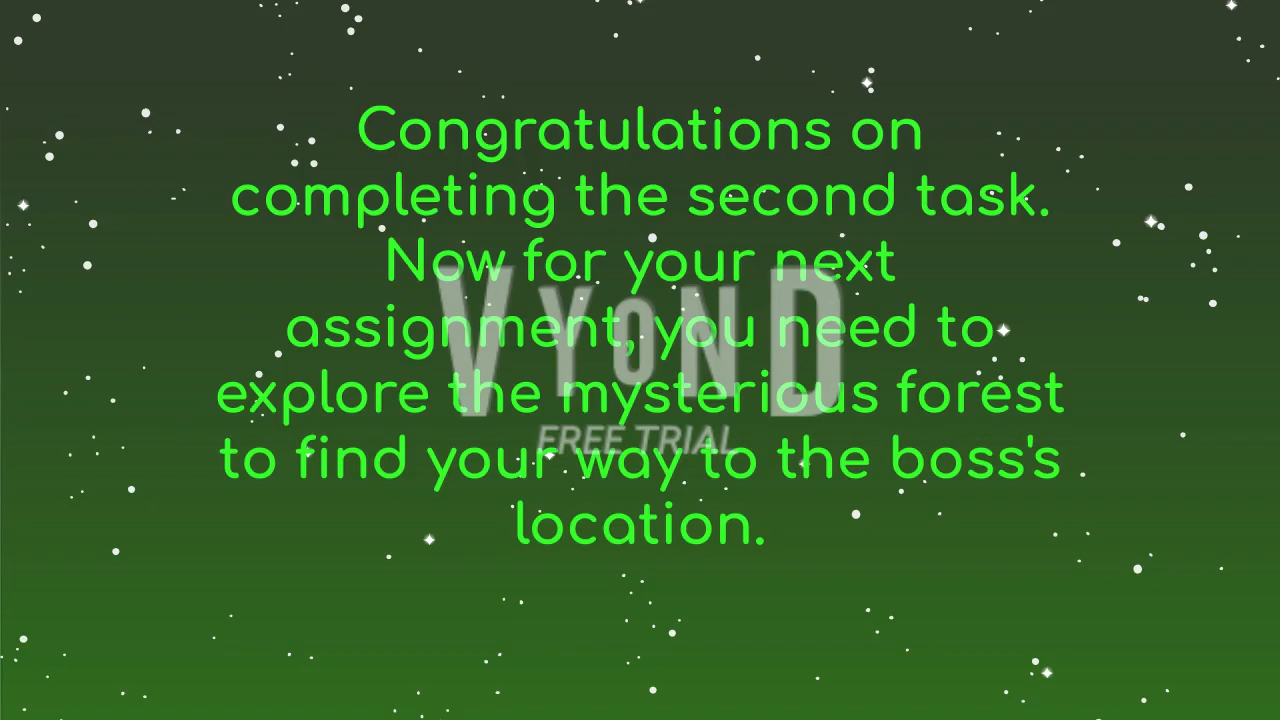 Congratulations on
completing the second task.
Now for your next
assignment, you need to
explore the mysterious forest
to find your way to the boss's
location.
VYOND
FREE TRIAL